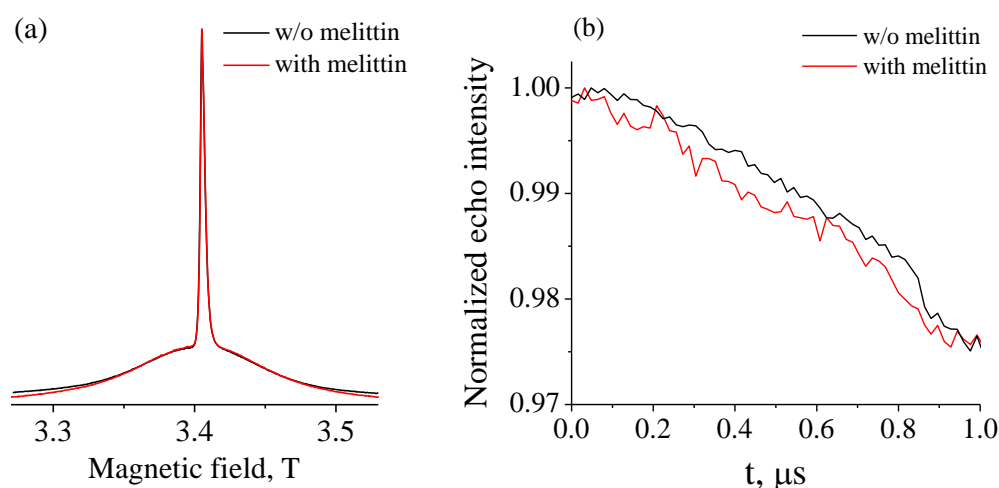 (a)
w/o melittin
with melittin
3.3
3.4
3.5
Magnetic field, T
(b)
w/o melittin
with melittin
1.00
0.99
0.98
0.97
Normalized echo intensity
0.0
0.2
0.4
0.6
0.8
1.0
t, μs